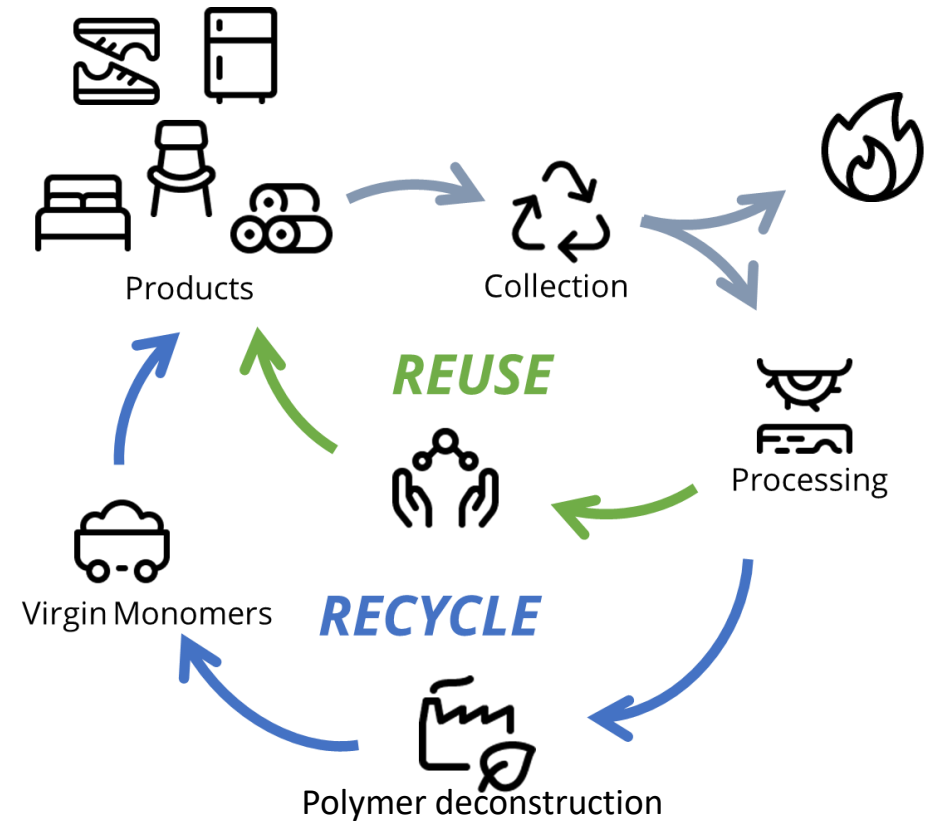 Products
Collection
REUSE
Processing
Virgin Monomers
RECYCLE
Polymer deconstruction